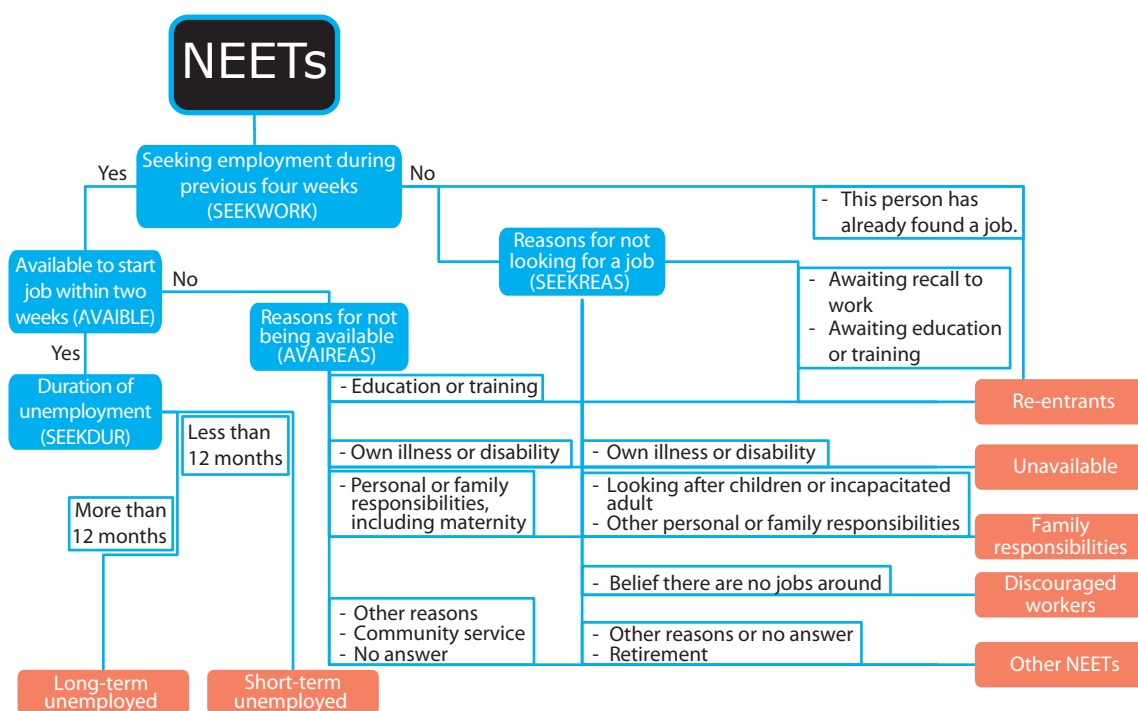 NEETs
Yes
Seeking employment during
previous four weeks
(SEEKWORK)
No
- This person has
already found a job.
Available to start
job within two
weeks (AVAIBLE)
No
Reasons for not
looking for a job
(SEEKREAS)
- Awaiting recall to
work
- Awaiting education
or training
Reasons for not
being available
(AVAIREAS)
Yes
Duration of
unemployment
(SEEKDUR)
- Education or training
Re-entrants
Less than
12 months
- Own illness or disability
- Own illness or disability
Unavailable
More than
12 months
- Personal or family
responsibilities,
including maternity
- Looking after children or incapacitated
adult
- Other personal or family responsibilities
Family
responsibilities
- Belief there are no jobs around
Discouraged
workers
- Other reasons
- Community service
- No answer
- Other reasons or no answer
- Retirement
Other NEETs
Long-term
unemployed
Short-term
unemployed